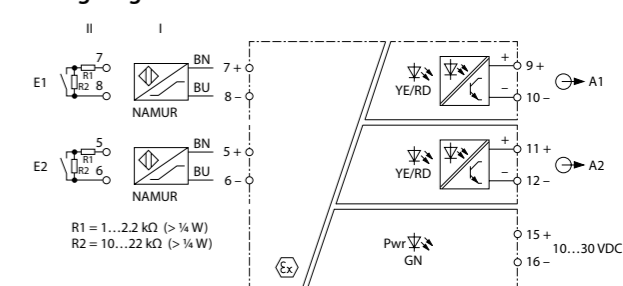 II I
7 BN 7 + + 9 +
R1
E1 R2 8 BU 8 – YE/RD – 10 – A1
NAMUR
5 BN 5 + + 11 +
R1
E2 R2 6 BU 6 – YE/RD – 12 – A2
NAMUR
R1 = 1…2.2 kΩ (> ¼ W)
R2 = 10…22 kΩ (> ¼ W)
Pwr 15 +
GN 10…30 VDC
Ex 16 –